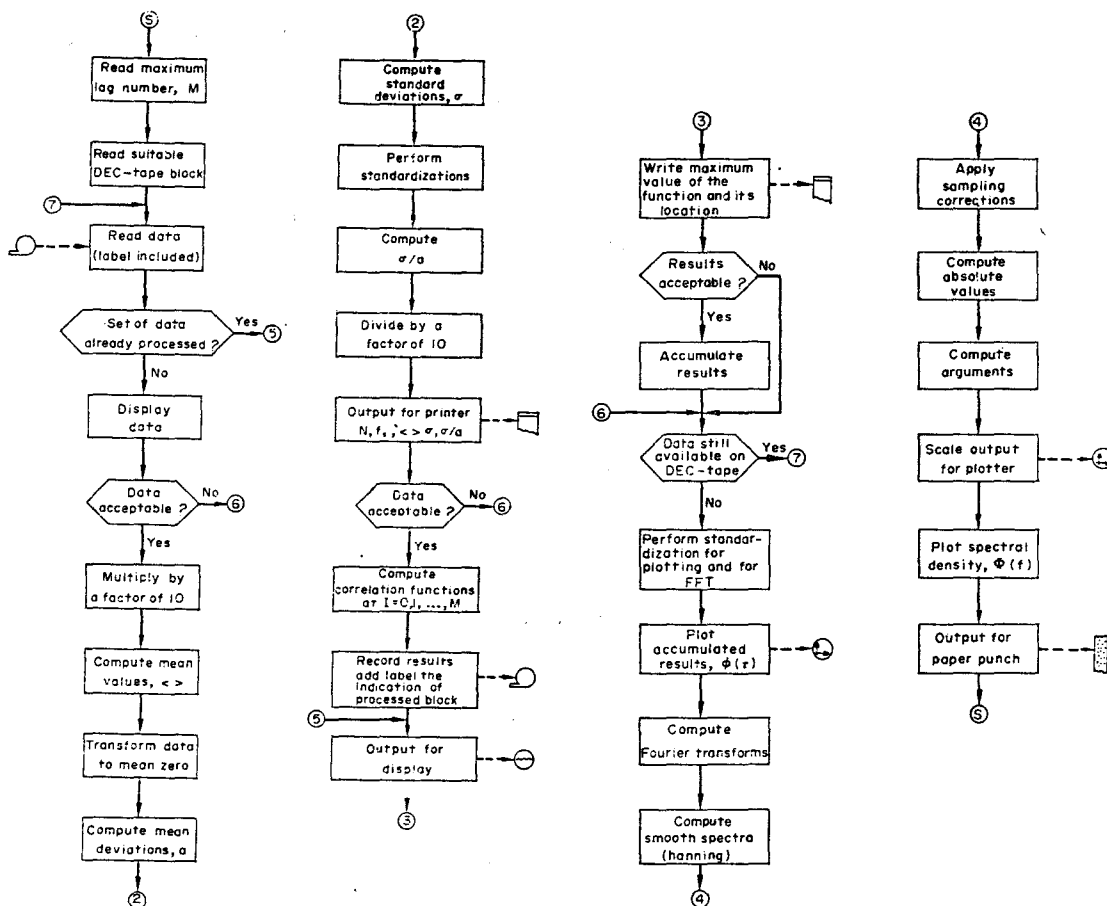 S
Read maximum
lag number, M
Read suitable
DEC-tape block
7
Read data
(label included)
Set of data
already processed ?
Yes
5
No
Display
data
Data
acceptable ?
No
6
Yes
Multiply by
a factor of 10
Compute mean
values, < >
Transform data
to mean zero
Compute mean
deviations, a
2
2
Compute
standard
deviations, σ
Perform
standardizations
Compute
σ/a
Divide by a
factor of 10
Output for printer
N, f, < > σ, σ/a
Data
acceptable ?
No
6
Yes
Compute
correlation functions
at I=0,1, ..., M
Record results
add label the
indication of
processed block
5
Output for
display
3
3
Write maximum
value of the
function and its
location
Results
acceptable ?
No
Yes
Accumulate
results
6
Data still
available on
DEC-tape
Yes
7
No
Perform standar-
dization for
plotting and for
FFT
Plot
accumulated
results, ϕ(τ)
Compute
Fourier transforms
Compute
smooth spectra
(hanning)
4
4
Apply
sampling
corrections
Compute
absolute
values
Compute
arguments
Scale output
for plotter
Plot spectral
density, Φ(f)
Output for
paper punch
S